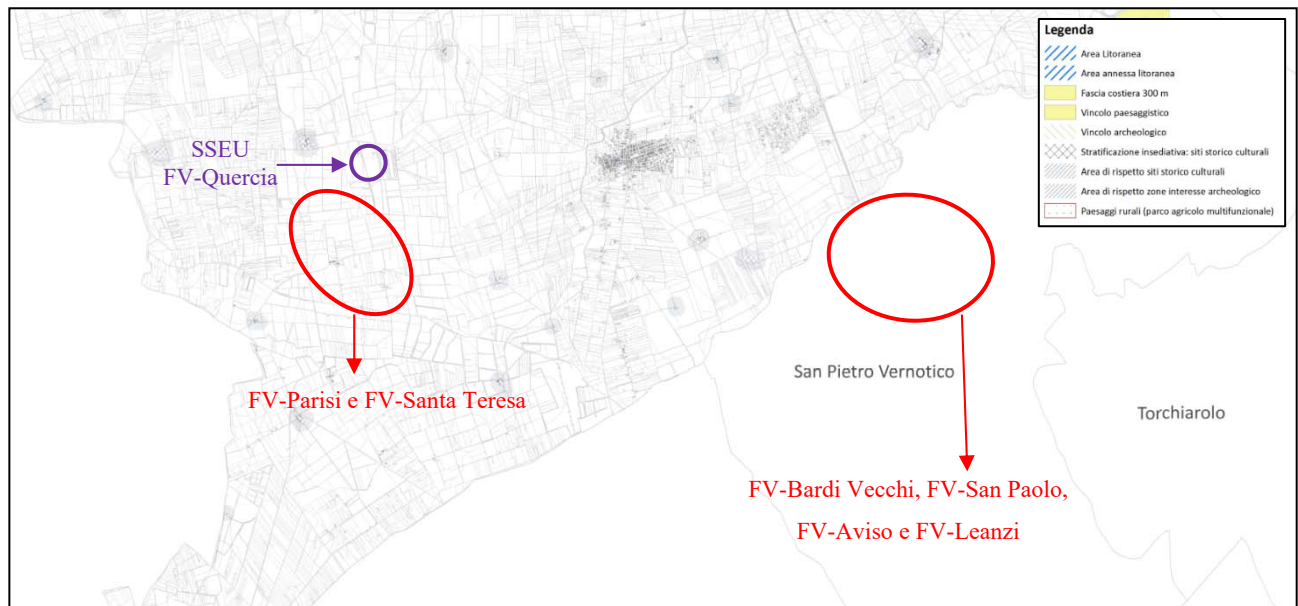 Legenda
Area Litoranea
Area annessa litoranea
Fascia costiera 300 m
Vincolo paesaggistico
Vincolo archeologico
Stratificazione insediativa: siti storico culturali
Area di rispetto siti storico culturali
Area di rispetto zone interesse archeologico
Paesaggi rurali (parco agricolo multifunzionale)
SSEU
FV-Quercia
FV-Parisi e FV-Santa Teresa
San Pietro Vernotico
Torchiarolo
FV-Bardi Vecchi, FV-San Paolo,
FV-Aviso e FV-Leanzi